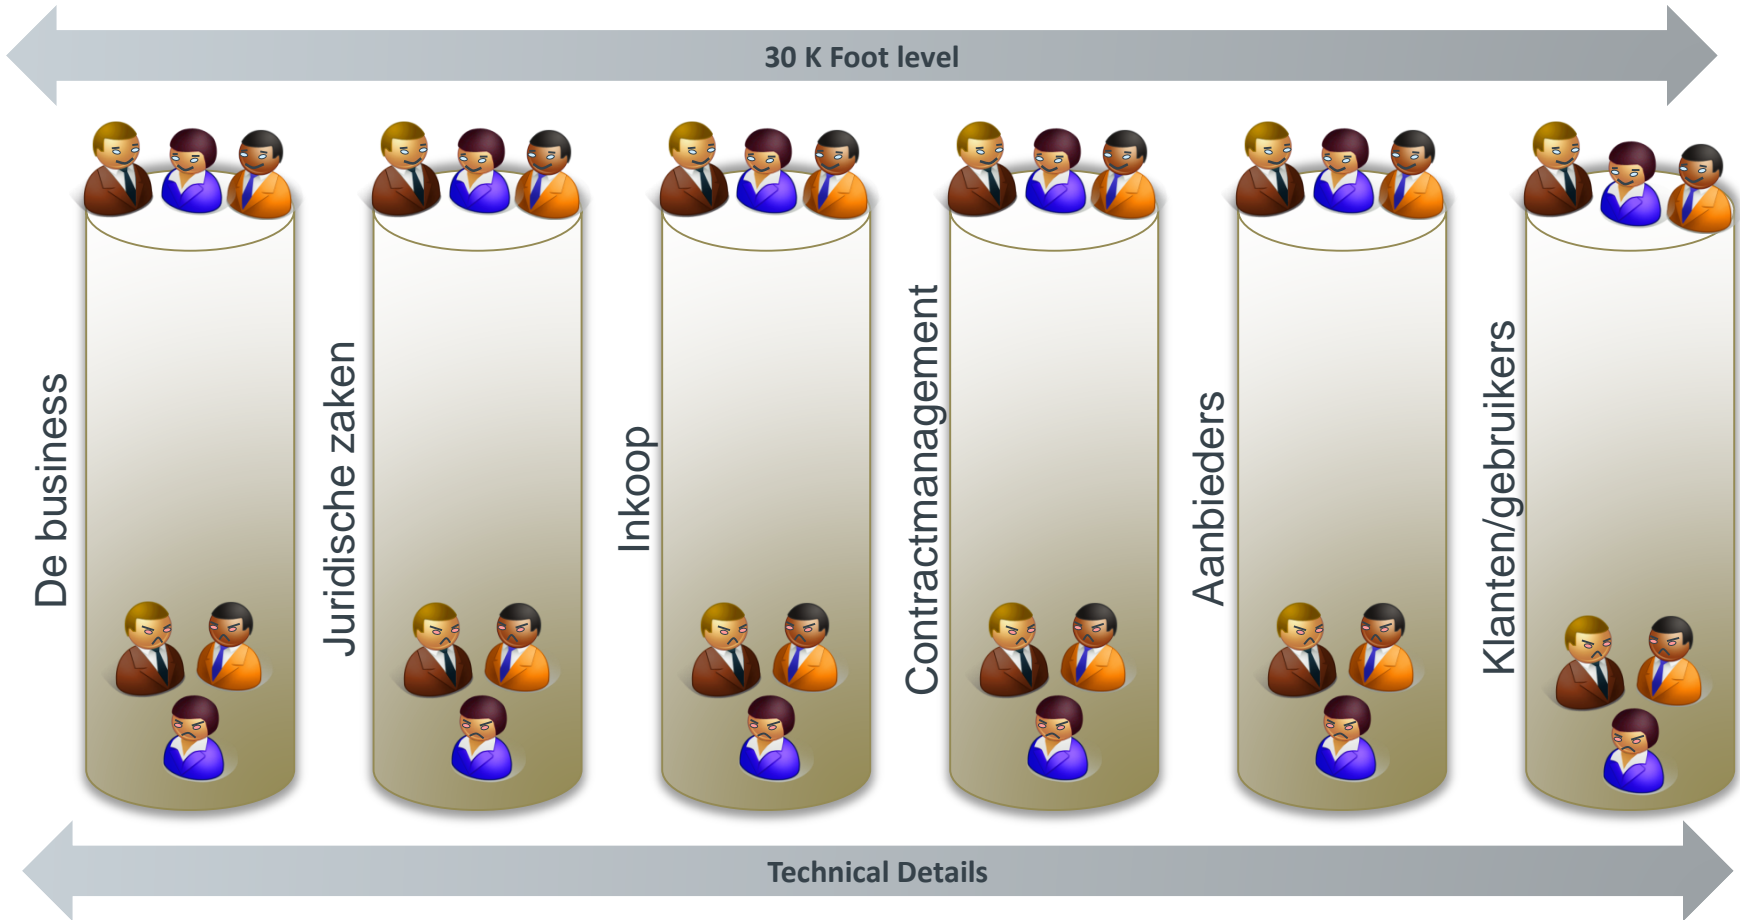 30 K Foot level
De business
Juridische zaken
Inkoop
Contractmanagement
Aanbieders
Klanten/gebruikers
Technical Details